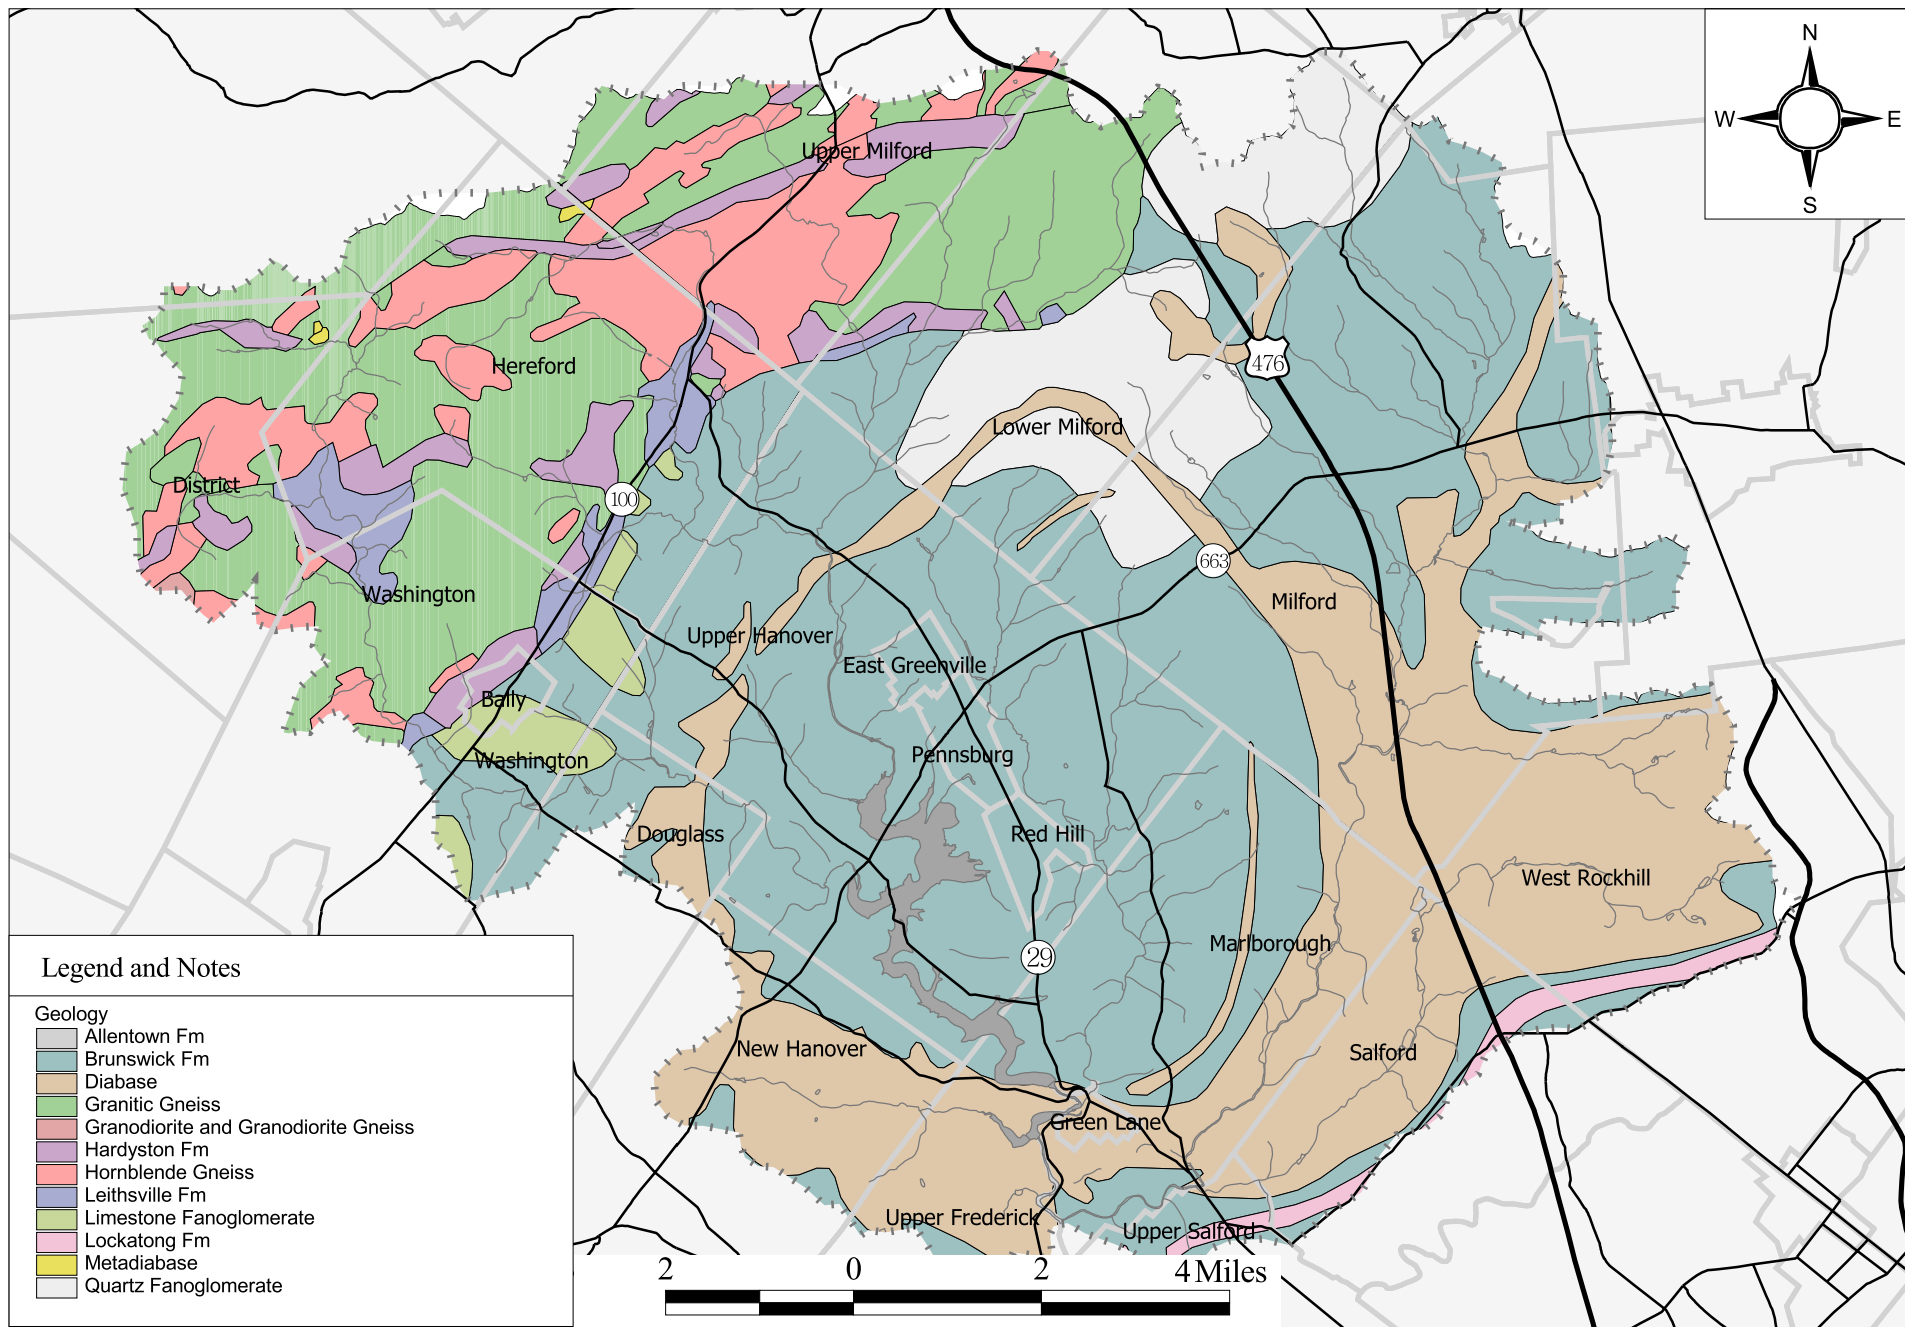 N
W E
S
Upper Milford
Hereford
476
Lower Milford
District
100
663
Washington
Milford
Upper Hanover
East Greenville
Bally
Pennsburg
Washington
Douglass
Red Hill
West Rockhill
Marlborough
29
New Hanover
Salford
Green Lane
Upper Frederick
Upper Salford
Legend and Notes
Geology
Allentown Fm
Brunswick Fm
Diabase
Granitic Gneiss
Granodiorite and Granodiorite Gneiss
Hardyston Fm
Hornblende Gneiss
Leithsville Fm
Limestone Fanoglomerate
Lockatong Fm
Metadiabase
Quartz Fanoglomerate
2 0 2 4 Miles